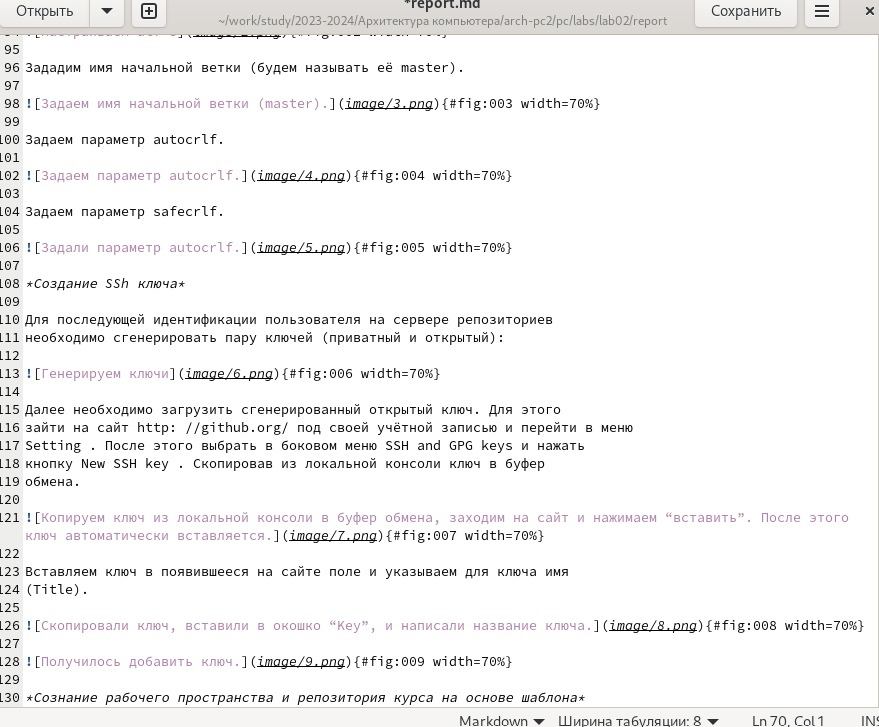 Открыть
*report.md
~/work/study/2023-2024/Архитектура компьютера/arch-pc2/pc/labs/lab02/report
Сохранить
95
96 Зададим имя начальной ветки (будем называть её master).
97
98 ![Задаем имя начальной ветки (master).](image/3.png){#fig:003 width=70%}
99
100 Задаем параметр autocrlf.
101
102 ![Задаем параметр autocrlf.](image/4.png){#fig:004 width=70%}
103
104 Задаем параметр safecrlf.
105
106 ![Задали параметр autocrlf.](image/5.png){#fig:005 width=70%}
107
108 *Создание SSh ключа*
109
110 Для последующей идентификации пользователя на сервере репозиториев
111 необходимо сгенерировать пару ключей (приватный и открытый):
112
113 ![Генерируем ключи](image/6.png){#fig:006 width=70%}
114
115 Далее необходимо загрузить сгенерированный открытый ключ. Для этого
116 зайти на сайт http: //github.org/ под своей учётной записью и перейти в меню
117 Setting . После этого выбрать в боковом меню SSH and GPG keys и нажать
118 кнопку New SSH key . Скопировав из локальной консоли ключ в буфер
119 обмена.
120
121 ![Копируем ключ из локальной консоли в буфер обмена, заходим на сайт и нажимаем “вставить”. После этого
ключ автоматически вставляется.](image/7.png){#fig:007 width=70%}
122
123 Вставляем ключ в появившееся на сайте поле и указываем для ключа имя
124 (Title).
125
126 ![Скопировали ключ, вставили в окошко “Key”, и написали название ключа.](image/8.png){#fig:008 width=70%}
127
128 ![Получилось добавить ключ.](image/9.png){#fig:009 width=70%}
129
130 *Сознание рабочего пространства и репозитория курса на основе шаблона*
Markdown Ширина табуляции: 8 Ln 70, Col 1